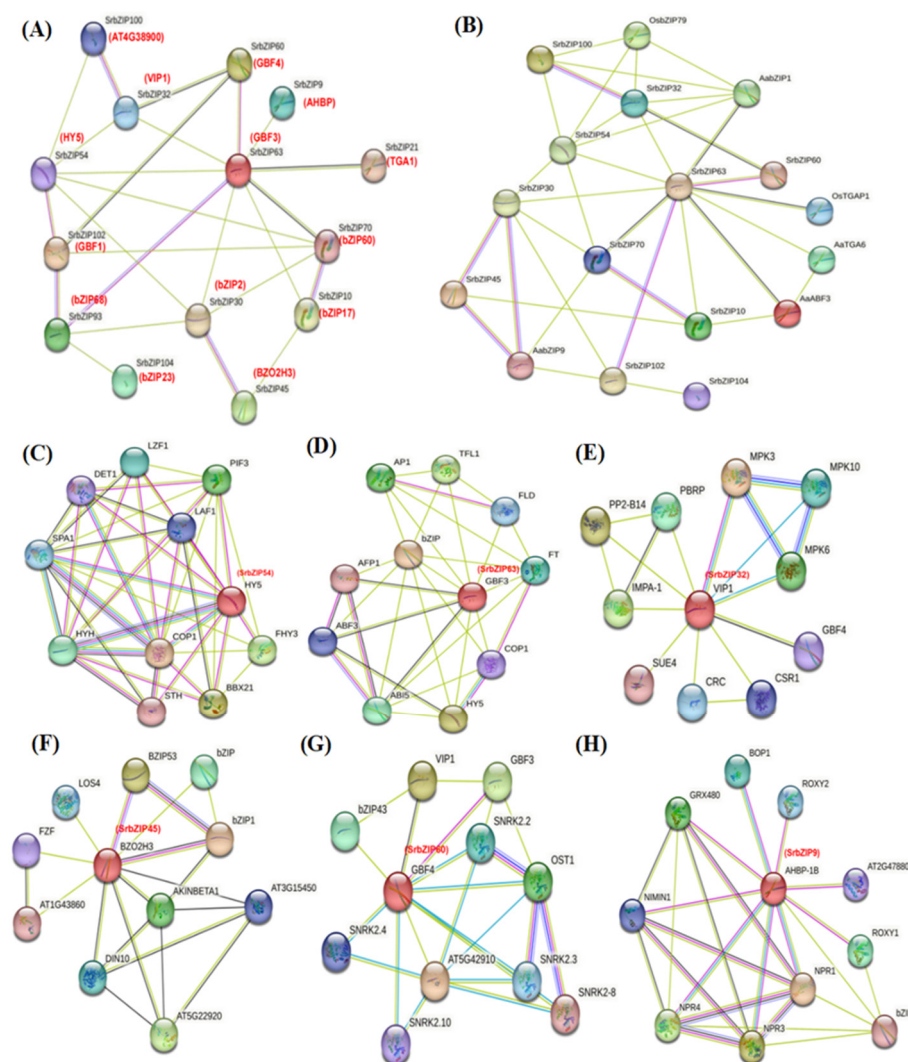 (A)
SrbZIP100
(AT4G38900)
SrbZIP60
(GBF4)
(VIP1)
SrbZIP32
SrbZIP9
(AHBP)
(HY5)
SrbZIP54
(GBF3)
SrbZIP63
SrbZIP21
(TGA1)
SrbZIP102
(GBF1)
SrbZIP70
(bZIP60)
(bZIP68)
SrbZIP93
(bZIP2)
SrbZIP30
SrbZIP10
(bZIP17)
SrbZIP104
(bZIP23)
(BZO2H3)
SrbZIP45
(B)
OsbZIP79
SrbZIP100
AabZIP1
SrbZIP32
SrbZIP54
SrbZIP60
SrbZIP63
SrbZIP30
OsTGAP1
SrbZIP70
AaTGA6
SrbZIP45
AaABF3
SrbZIP10
AabZIP9
SrbZIP102
SrbZIP104
(C)
LZF1
DET1
PIF3
LAF1
SPA1
(SrbZIP54)
HY5
HYH
COP1
FHY3
STH
BBX21
(D)
AP1
TFL1
FLD
bZIP
FT
AFP1
(SrbZIP63)
GBF3
ABF3
COP1
ABI5
HY5
(E)
MPK3
MPK10
PP2-B14
PBRP
MPK6
(SrbZIP32)
VIP1
IMPA-1
GBF4
SUE4
CRC
CSR1
(F)
BZIP53
bZIP
LOS4
(SrbZIP45)
bZIP1
FZF
BZO2H3
AT1G43860
AKINBETA1
AT3G15450
DIN10
AT5G22920
(G)
VIP1
GBF3
bZIP43
SNRK2.2
(SrbZIP60)
GBF4
OST1
SNRK2.4
AT5G42910
SNRK2.3
SNRK2-8
SNRK2.10
(H)
BOP1
ROXY2
GRX480
(SrbZIP9)
AHBP-1B
AT2G47880
NIMIN1
ROXY1
NPR1
NPR4
NPR3